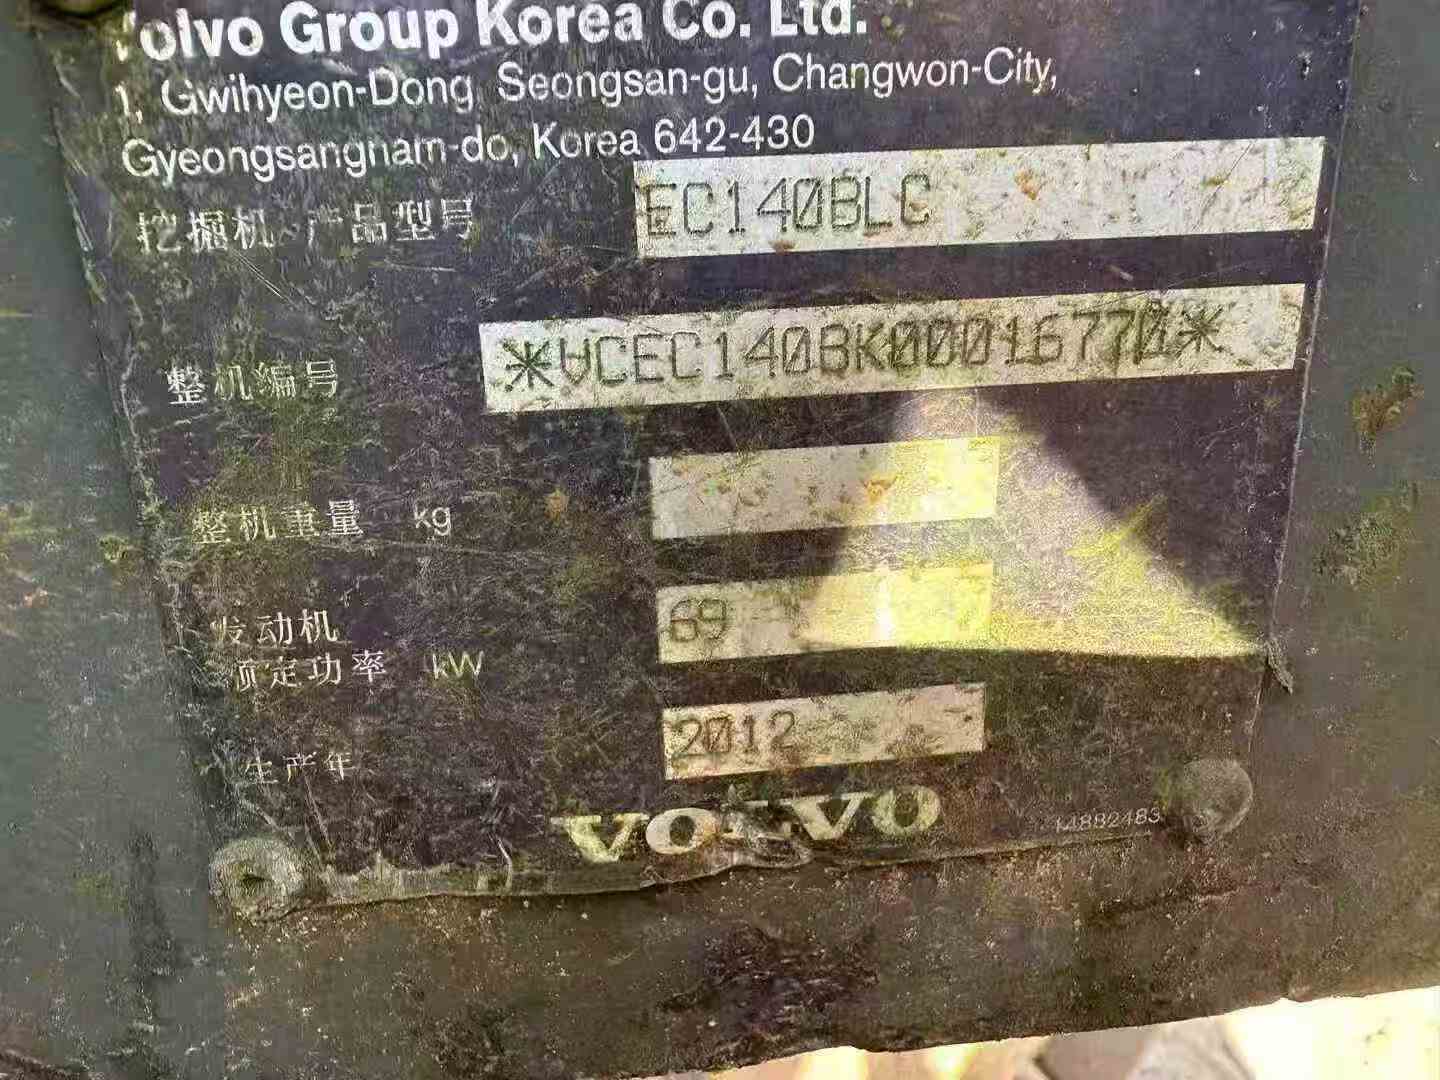 Volvo Group Korea Co. Ltd.
1, Gwihyeon-Dong, Seongsan-gu, Changwon-City,
Gyeongsangnam-do, Korea 642-430
挖掘机 产品型号 EC140BLC
整机编号 *VCEC140BK00016770*
整机重量 kg
发动机 69
额定功率 kW
生产年 2012
VOLVO
14882483